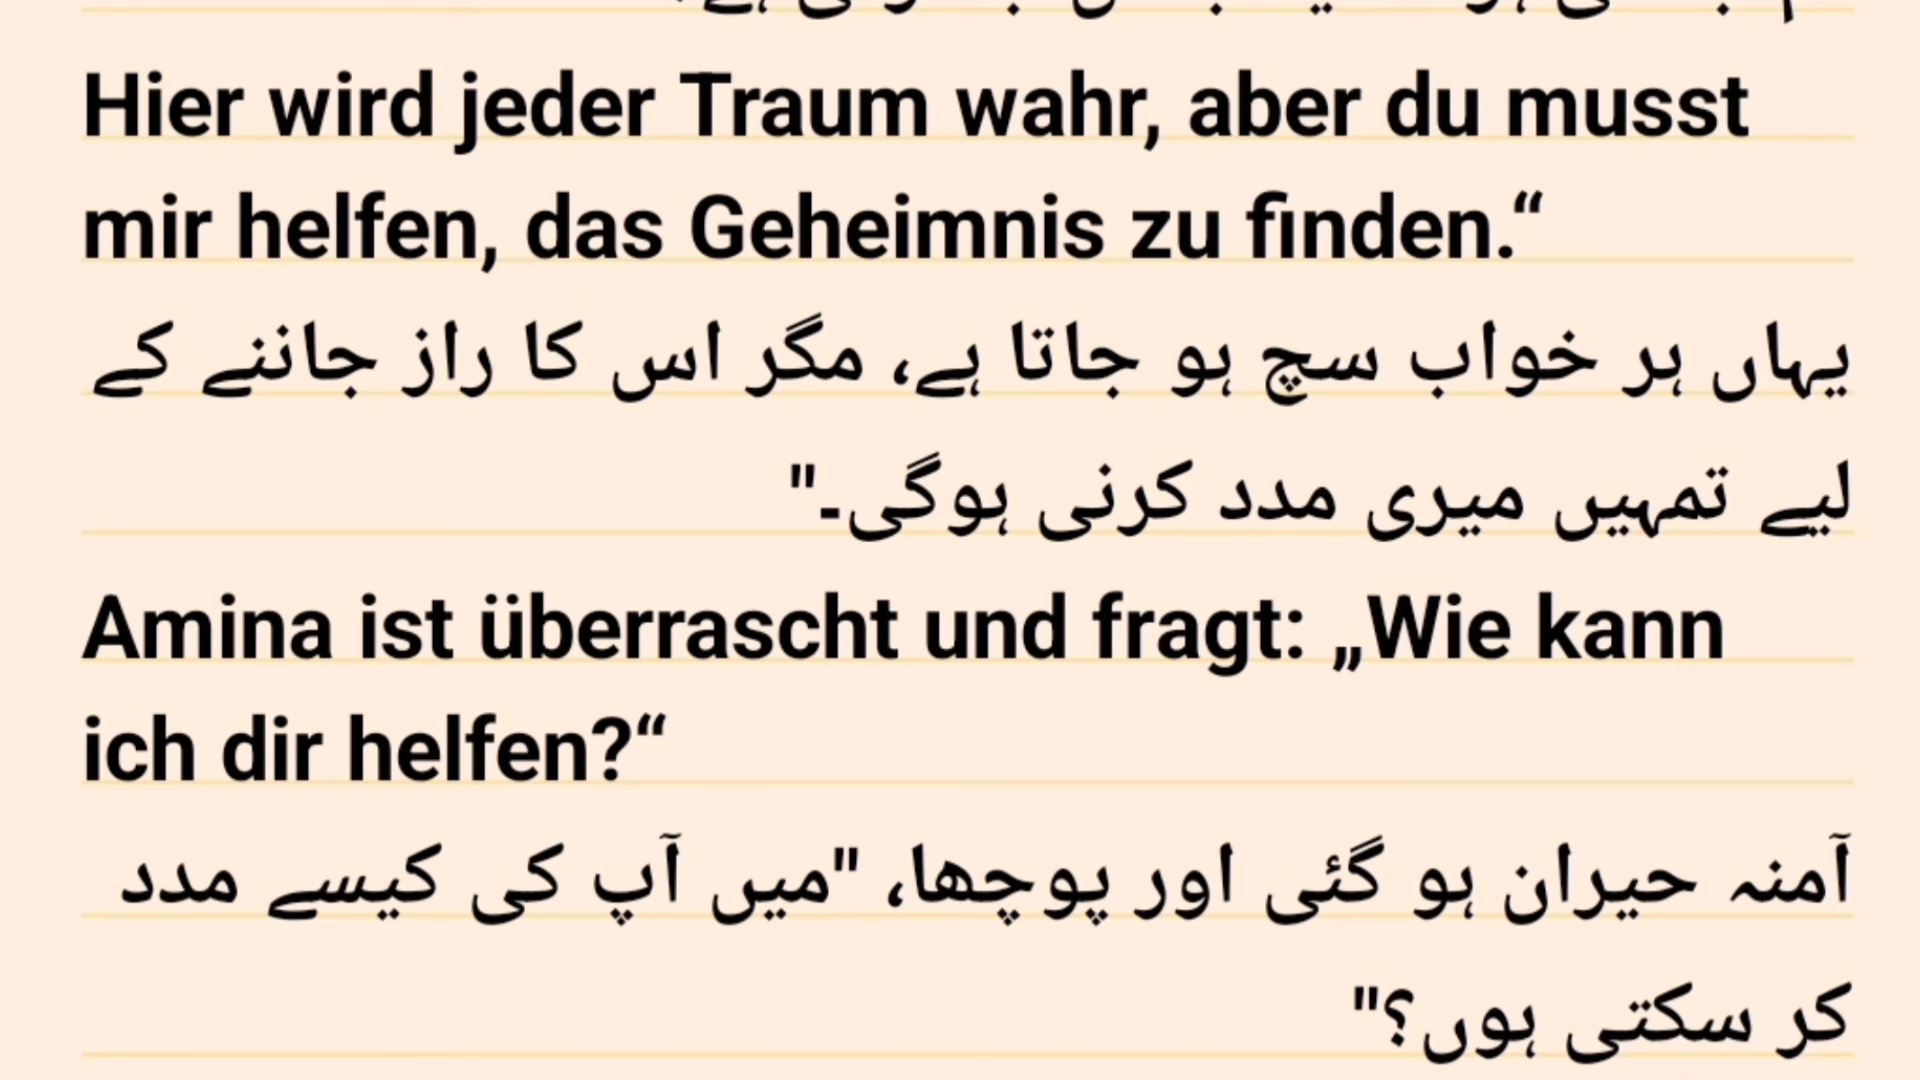 Hier wird jeder Traum wahr, aber du musst
mir helfen, das Geheimnis zu finden.“
یہاں ہر خواب سچ ہو جاتا ہے، مگر اس کا راز جاننے کے
لیے تمہیں میری مدد کرنی ہوگی۔"
Amina ist überrascht und fragt: „Wie kann
ich dir helfen?“
آمنہ حیران ہو گئی اور پوچھا، "میں آپ کی کیسے مدد
کر سکتی ہوں؟"